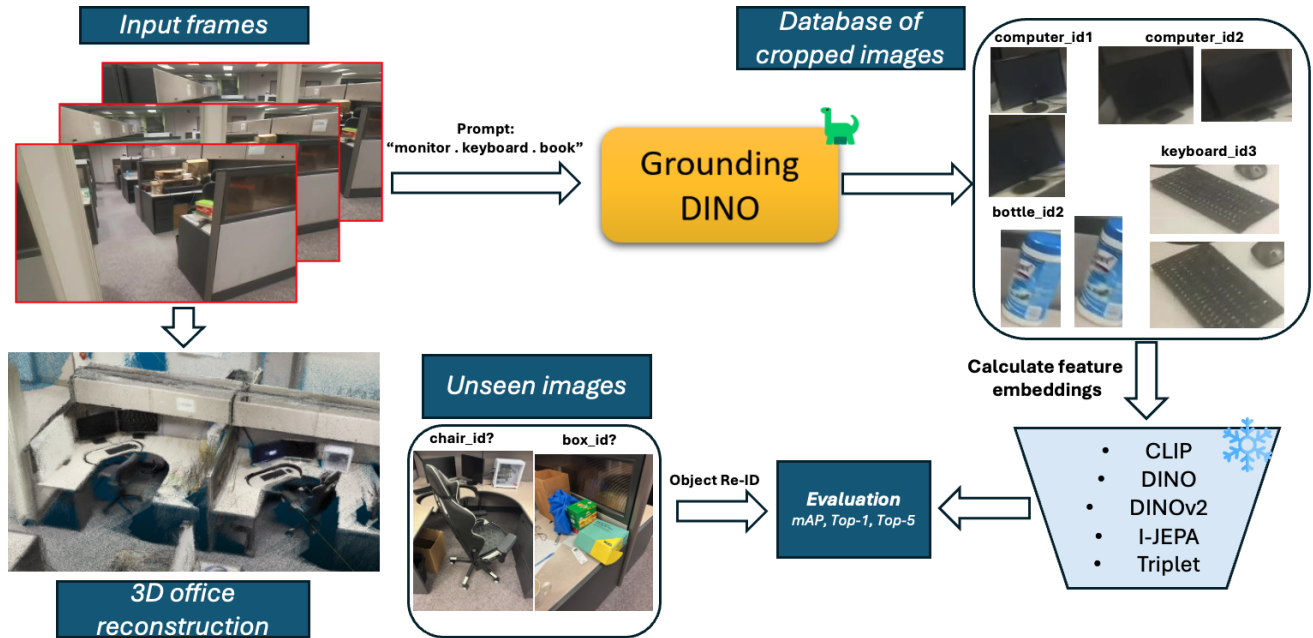 Input frames
Prompt:
“monitor . keyboard . book”
Grounding
DINO
Database of
cropped images
computer_id1
computer_id2
keyboard_id3
bottle_id2
Calculate feature
embeddings
• CLIP
• DINO
• DINOv2
• I-JEPA
• Triplet
Unseen images
chair_id?
box_id?
Object Re-ID
Evaluation
mAP, Top-1, Top-5
3D office
reconstruction